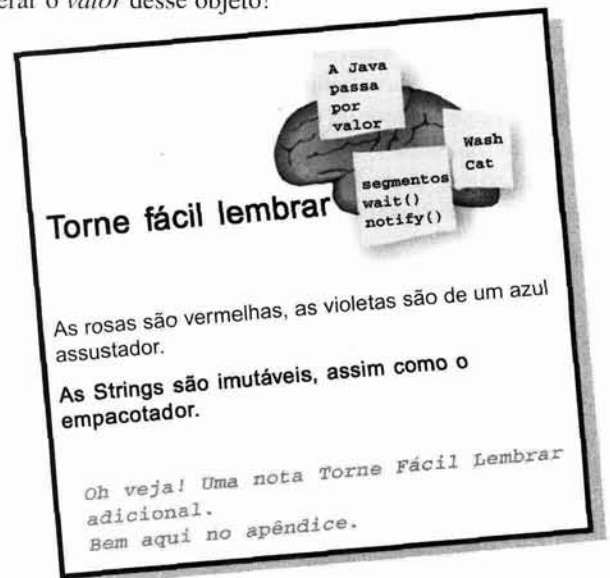 erar o valor desse objeto!
A Java
passa
por
valor
Wash
Cat
segmentos
wait()
notify()
Torne fácil lembrar
As rosas são vermelhas, as violetas são de um azul
assustador.
As Strings são imutáveis, assim como o
empacotador.
Oh veja! Uma nota Torne Fácil Lembrar
adicional.
Bem aqui no apêndice.